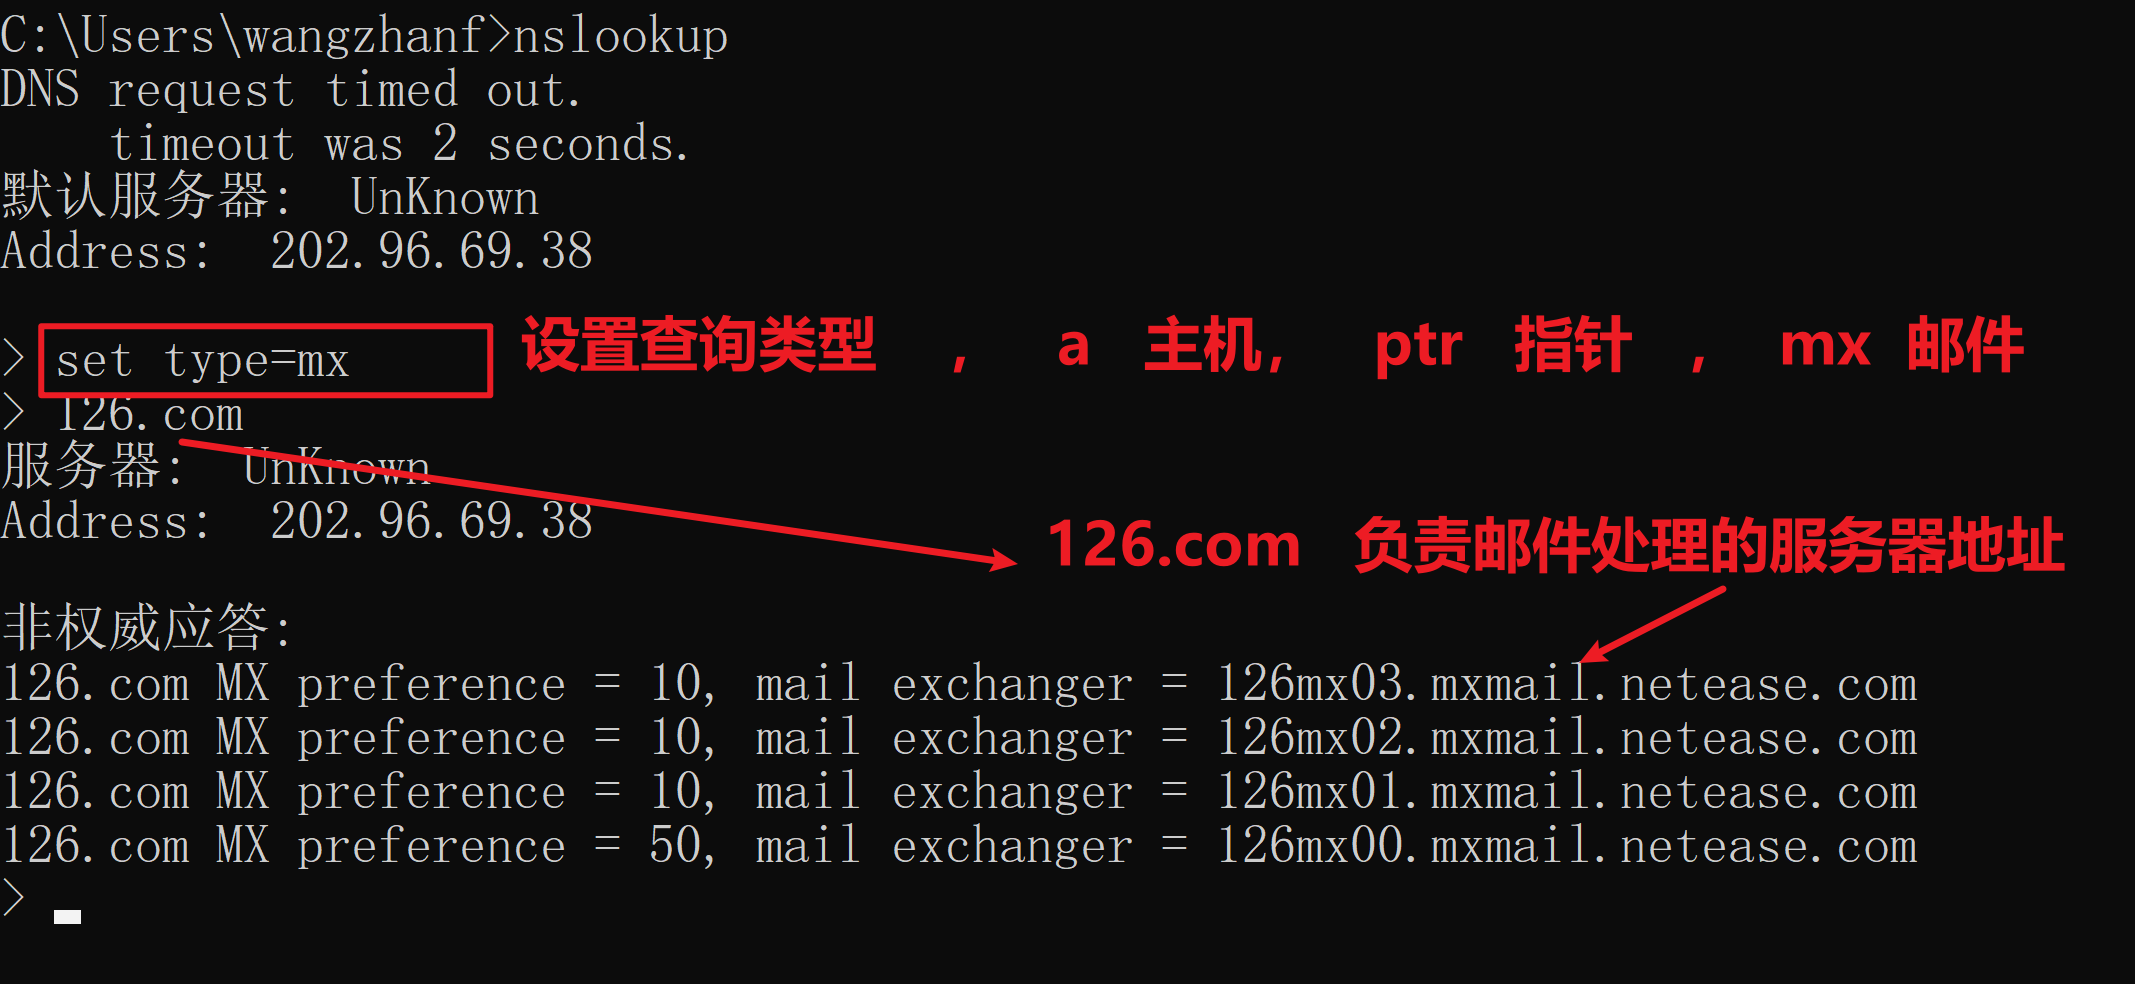 C:\Users\wangzhanf>nslookup
DNS request timed out.
    timeout was 2 seconds.
默认服务器:  UnKnown
Address:  202.96.69.38
> set type=mx
设置查询类型 , a 主机, ptr 指针 , mx 邮件
> 126.com
服务器:  UnKnown
Address:  202.96.69.38
126.com 负责邮件处理的服务器地址
非权威应答:
126.com MX preference = 10, mail exchanger = 126mx03.mxmail.netease.com
126.com MX preference = 10, mail exchanger = 126mx02.mxmail.netease.com
126.com MX preference = 10, mail exchanger = 126mx01.mxmail.netease.com
126.com MX preference = 50, mail exchanger = 126mx00.mxmail.netease.com
>